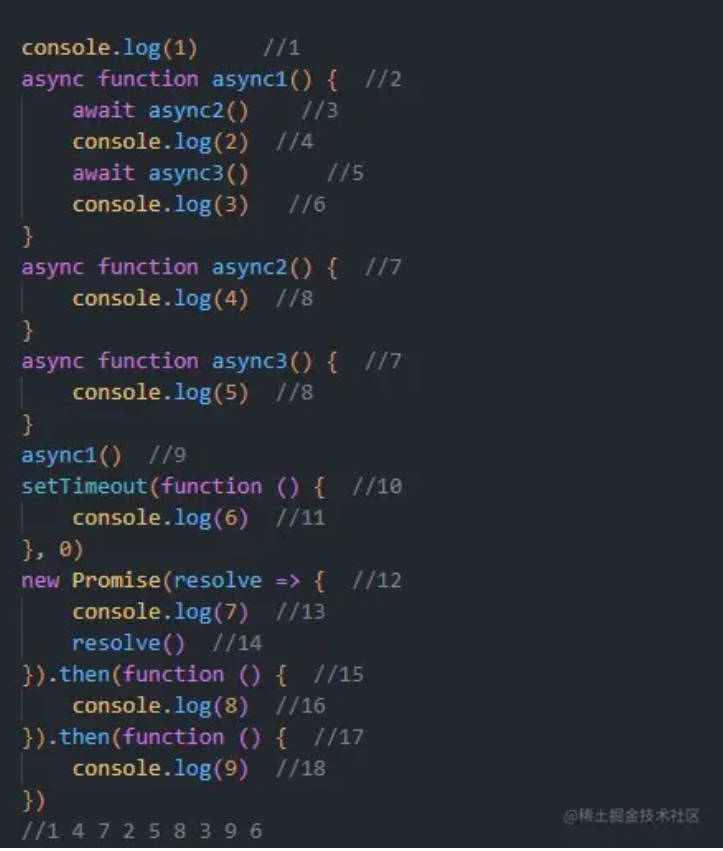 console.log(1)     //1
async function async1() {  //2
    await async2()    //3
    console.log(2)  //4
    await async3()      //5
    console.log(3)   //6
}
async function async2() {  //7
    console.log(4)  //8
}
async function async3() {  //7
    console.log(5)  //8
}
async1()  //9
setTimeout(function () {  //10
    console.log(6)  //11
}, 0)
new Promise(resolve => {  //12
    console.log(7)  //13
    resolve()  //14
}).then(function () {  //15
    console.log(8)  //16
}).then(function () {  //17
    console.log(9)  //18
})
//1 4 7 2 5 8 3 9 6
@稀土掘金技术社区